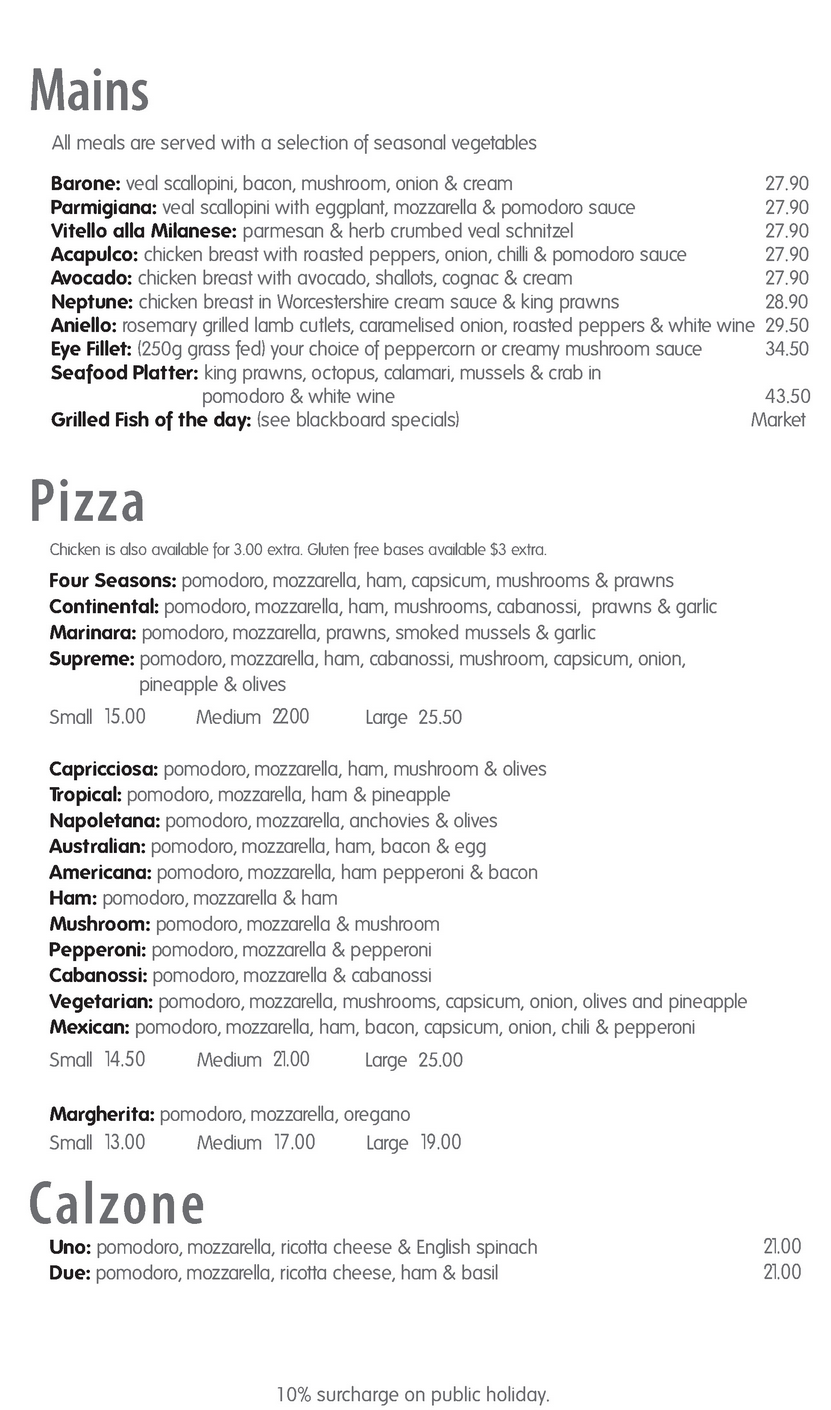 Mains
All meals are served with a selection of seasonal vegetables
Barone: veal scallopini, bacon, mushroom, onion & cream 27.90
Parmigiana: veal scallopini with eggplant, mozzarella & pomodoro sauce 27.90
Vitello alla Milanese: parmesan & herb crumbed veal schnitzel 27.90
Acapulco: chicken breast with roasted peppers, onion, chilli & pomodoro sauce 27.90
Avocado: chicken breast with avocado, shallots, cognac & cream 27.90
Neptune: chicken breast in Worcestershire cream sauce & king prawns 28.90
Aniello: rosemary grilled lamb cutlets, caramelised onion, roasted peppers & white wine 29.50
Eye Fillet: (250g grass fed) your choice of peppercorn or creamy mushroom sauce 34.50
Seafood Platter: king prawns, octopus, calamari, mussels & crab in
pomodoro & white wine 43.50
Grilled Fish of the day: (see blackboard specials) Market
Pizza
Chicken is also available for 3.00 extra. Gluten free bases available $3 extra.
Four Seasons: pomodoro, mozzarella, ham, capsicum, mushrooms & prawns
Continental: pomodoro, mozzarella, ham, mushrooms, cabanossi, prawns & garlic
Marinara: pomodoro, mozzarella, prawns, smoked mussels & garlic
Supreme: pomodoro, mozzarella, ham, cabanossi, mushroom, capsicum, onion,
pineapple & olives
Small 15.00 Medium 2200 Large 25.50
Capricciosa: pomodoro, mozzarella, ham, mushroom & olives
Tropical: pomodoro, mozzarella, ham & pineapple
Napoletana: pomodoro, mozzarella, anchovies & olives
Australian: pomodoro, mozzarella, ham, bacon & egg
Americana: pomodoro, mozzarella, ham pepperoni & bacon
Ham: pomodoro, mozzarella & ham
Mushroom: pomodoro, mozzarella & mushroom
Pepperoni: pomodoro, mozzarella & pepperoni
Cabanossi: pomodoro, mozzarella & cabanossi
Vegetarian: pomodoro, mozzarella, mushrooms, capsicum, onion, olives and pineapple
Mexican: pomodoro, mozzarella, ham, bacon, capsicum, onion, chili & pepperoni
Small 14.50 Medium 21.00 Large 25.00
Margherita: pomodoro, mozzarella, oregano
Small 13.00 Medium 17.00 Large 19.00
Calzone
Uno: pomodoro, mozzarella, ricotta cheese & English spinach 21.00
Due: pomodoro, mozzarella, ricotta cheese, ham & basil 21.00
10% surcharge on public holiday.